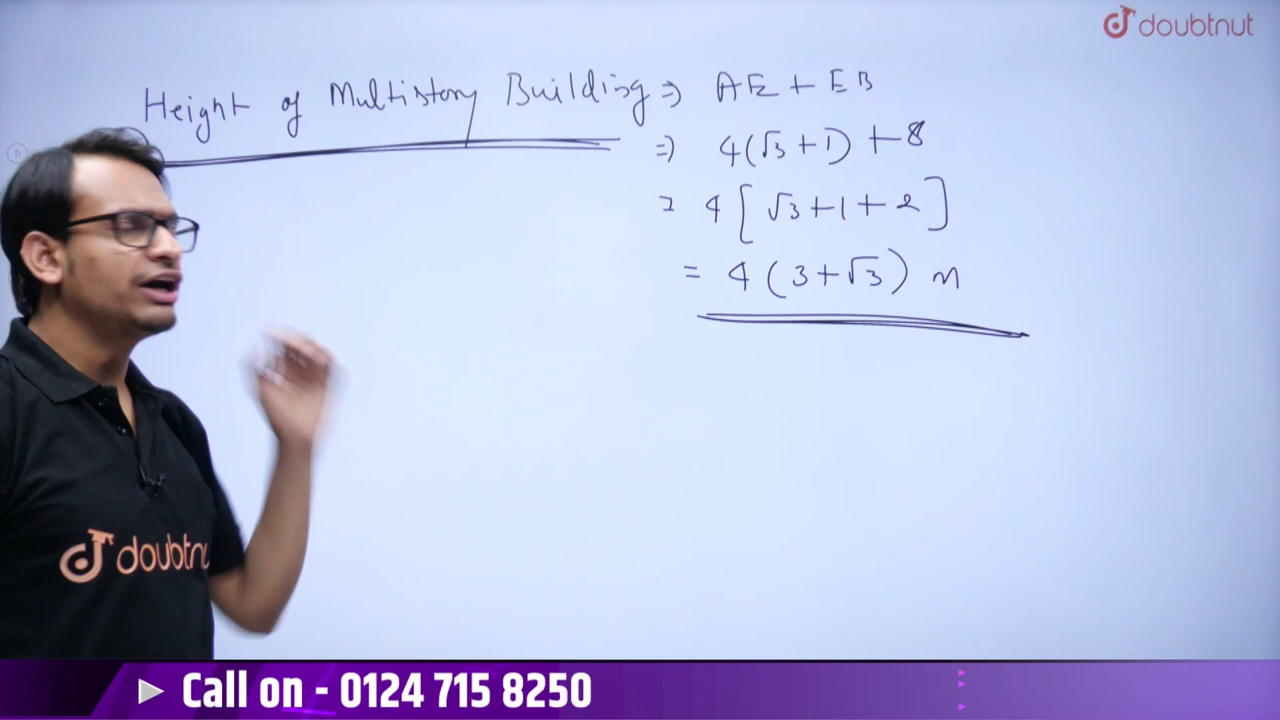 doubtnut
Height of Multistory Building ⇒ AE + EB
⇒ 4(√3+1) + 8
= 4[√3+1+2]
= 4(3+√3) m
doubtnu
Call on - 0124 715 8250